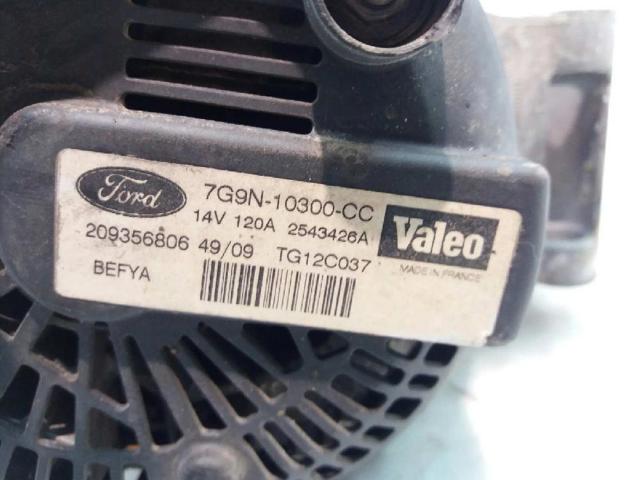 Ford
7G9N-10300-CC
14V 120A 2543426A
209356806 49/09 TG12C037
BEFYA
Valeo
MADE IN FRANCE